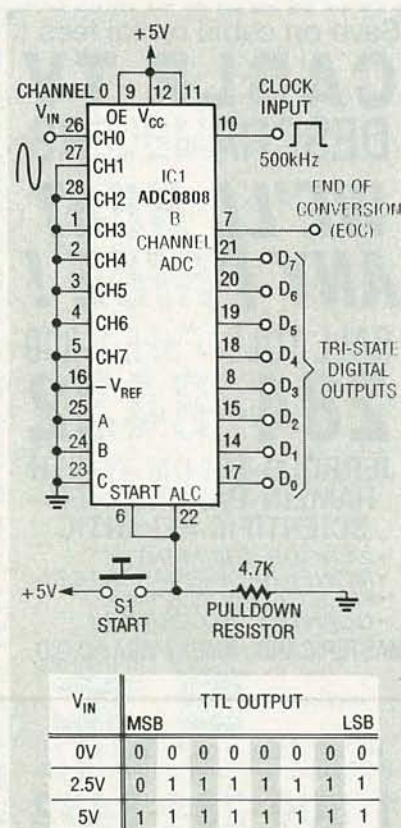 +5V
CHANNEL 0 9 12 11
V_IN
CLOCK INPUT
500kHz
OE V_CC
26 CH0 10
27 CH1
28 CH2
1 CH3
2 CH4
3 CH5
4 CH6
5 CH7
16 −V_REF
25 A
24 B
23 C
IC1
ADC0808
8
CHANNEL
ADC
7 END OF
CONVERSION
(EOC)
21 D7
20 D6
19 D5
18 D4
8 D3
15 D2
14 D1
17 D0
TRI-STATE
DIGITAL
OUTPUTS
START ALC
6 22
+5V
S1
START
4.7K
PULLDOWN
RESISTOR
V_IN TTL OUTPUT
MSB LSB
0V 0 0 0 0 0 0 0 0
2.5V 0 1 1 1 1 1 1 1
5V 1 1 1 1 1 1 1 1